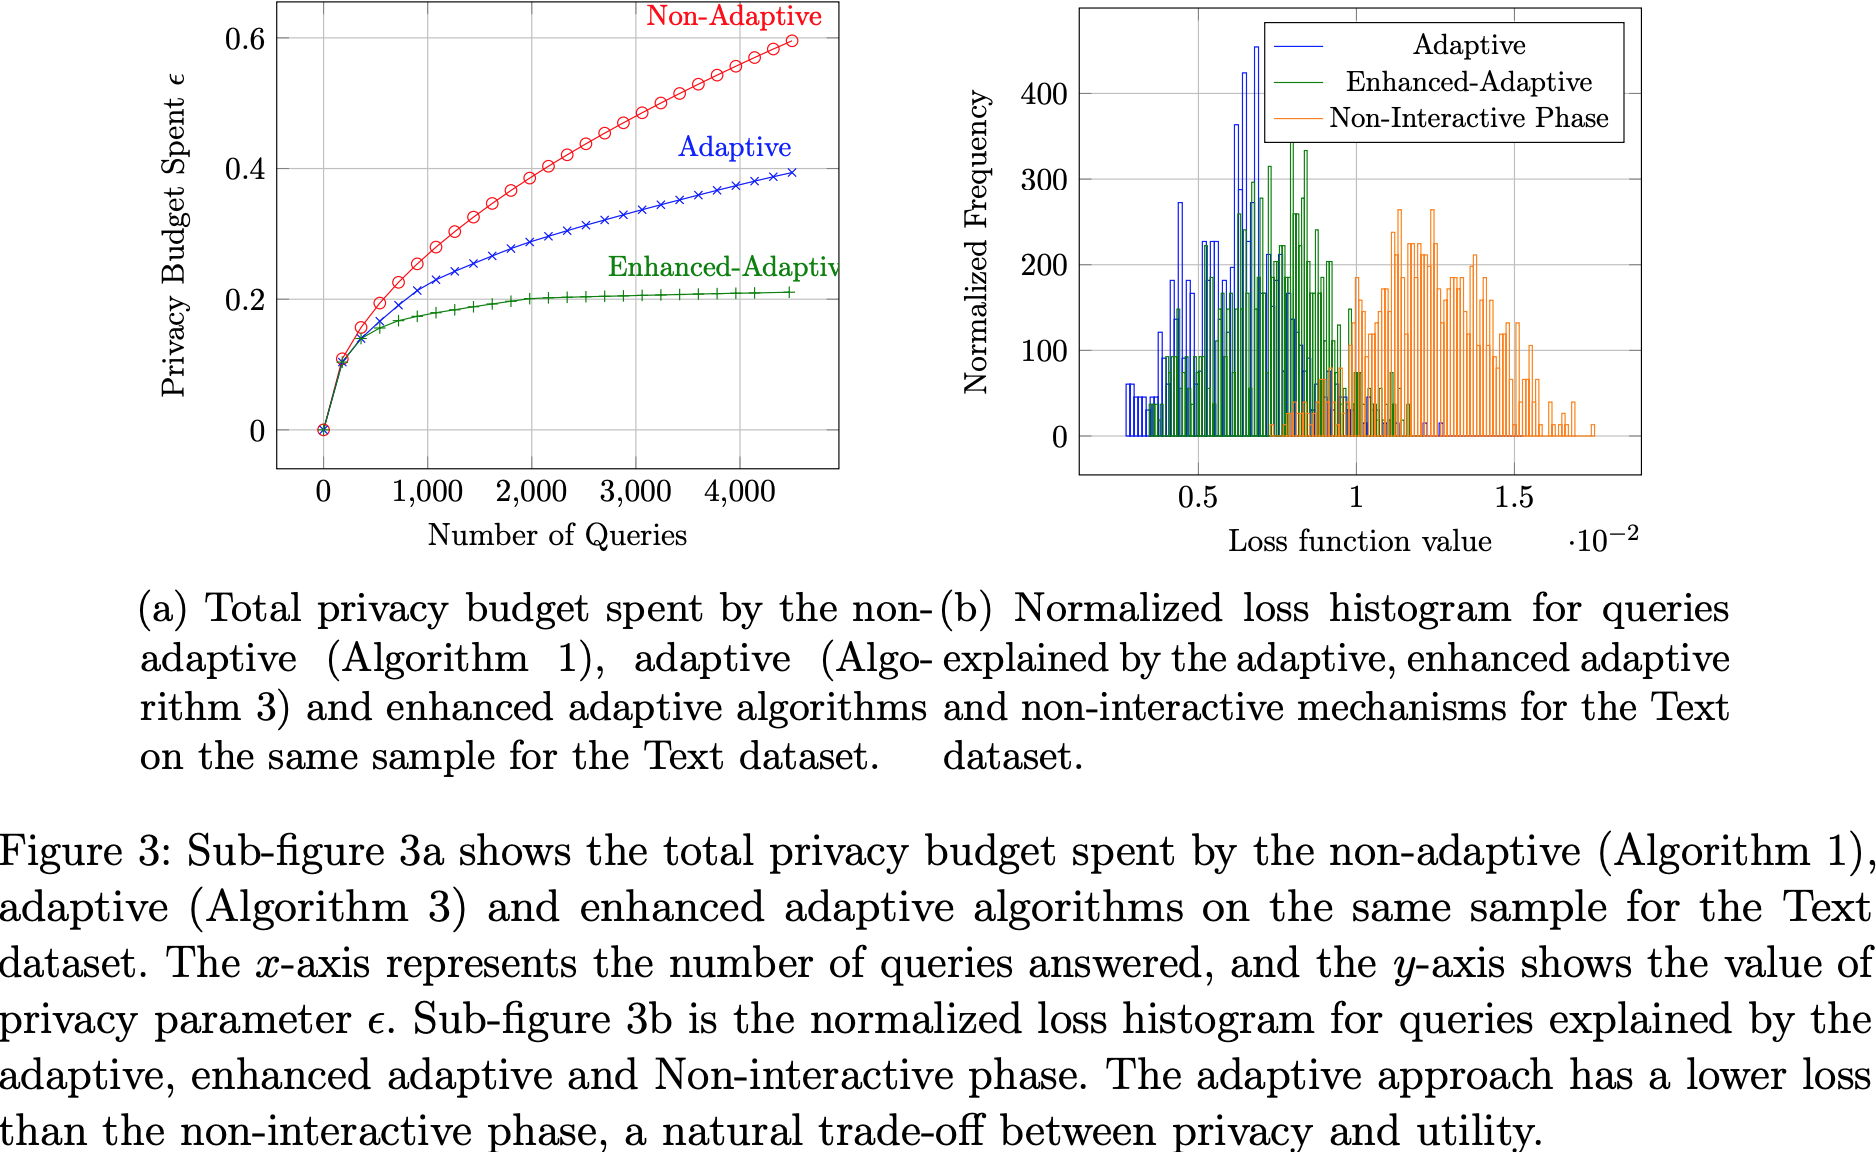 Non-Adaptive
Adaptive
Enhanced-Adaptiv
0.6
0.4
0.2
0
0 1,000 2,000 3,000 4,000
Number of Queries
Privacy Budget Spent ϵ
Adaptive
Enhanced-Adaptive
Non-Interactive Phase
400
300
200
100
0
0.5 1 1.5
Loss function value ·10−2
Normalized Frequency
(a) Total privacy budget spent by the non-
adaptive (Algorithm 1), adaptive (Algo-
rithm 3) and enhanced adaptive algorithms
on the same sample for the Text dataset.
(b) Normalized loss histogram for queries
explained by the adaptive, enhanced adaptive
and non-interactive mechanisms for the Text
dataset.
Figure 3: Sub-figure 3a shows the total privacy budget spent by the non-adaptive (Algorithm 1),
adaptive (Algorithm 3) and enhanced adaptive algorithms on the same sample for the Text
dataset. The x-axis represents the number of queries answered, and the y-axis shows the value of
privacy parameter ϵ. Sub-figure 3b is the normalized loss histogram for queries explained by the
adaptive, enhanced adaptive and Non-interactive phase. The adaptive approach has a lower loss
than the non-interactive phase, a natural trade-off between privacy and utility.